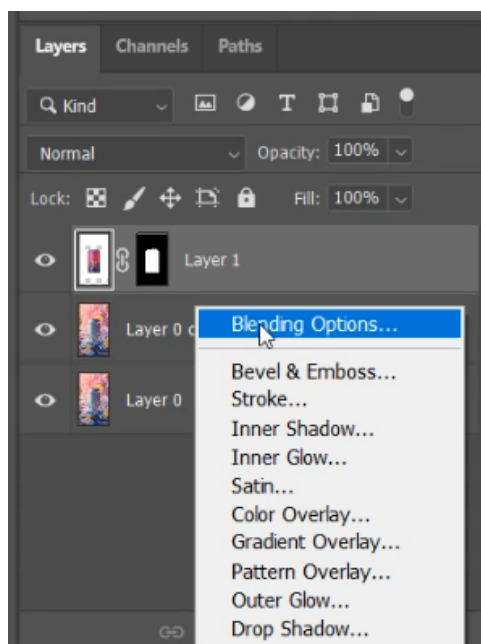 Layers Channels Paths
Kind
Normal Opacity: 100%
Lock: Fill: 100%
Layer 1
Layer 0 c
Layer 0
Blending Options...
Bevel & Emboss...
Stroke...
Inner Shadow...
Inner Glow...
Satin...
Color Overlay...
Gradient Overlay...
Pattern Overlay...
Outer Glow...
Drop Shadow...